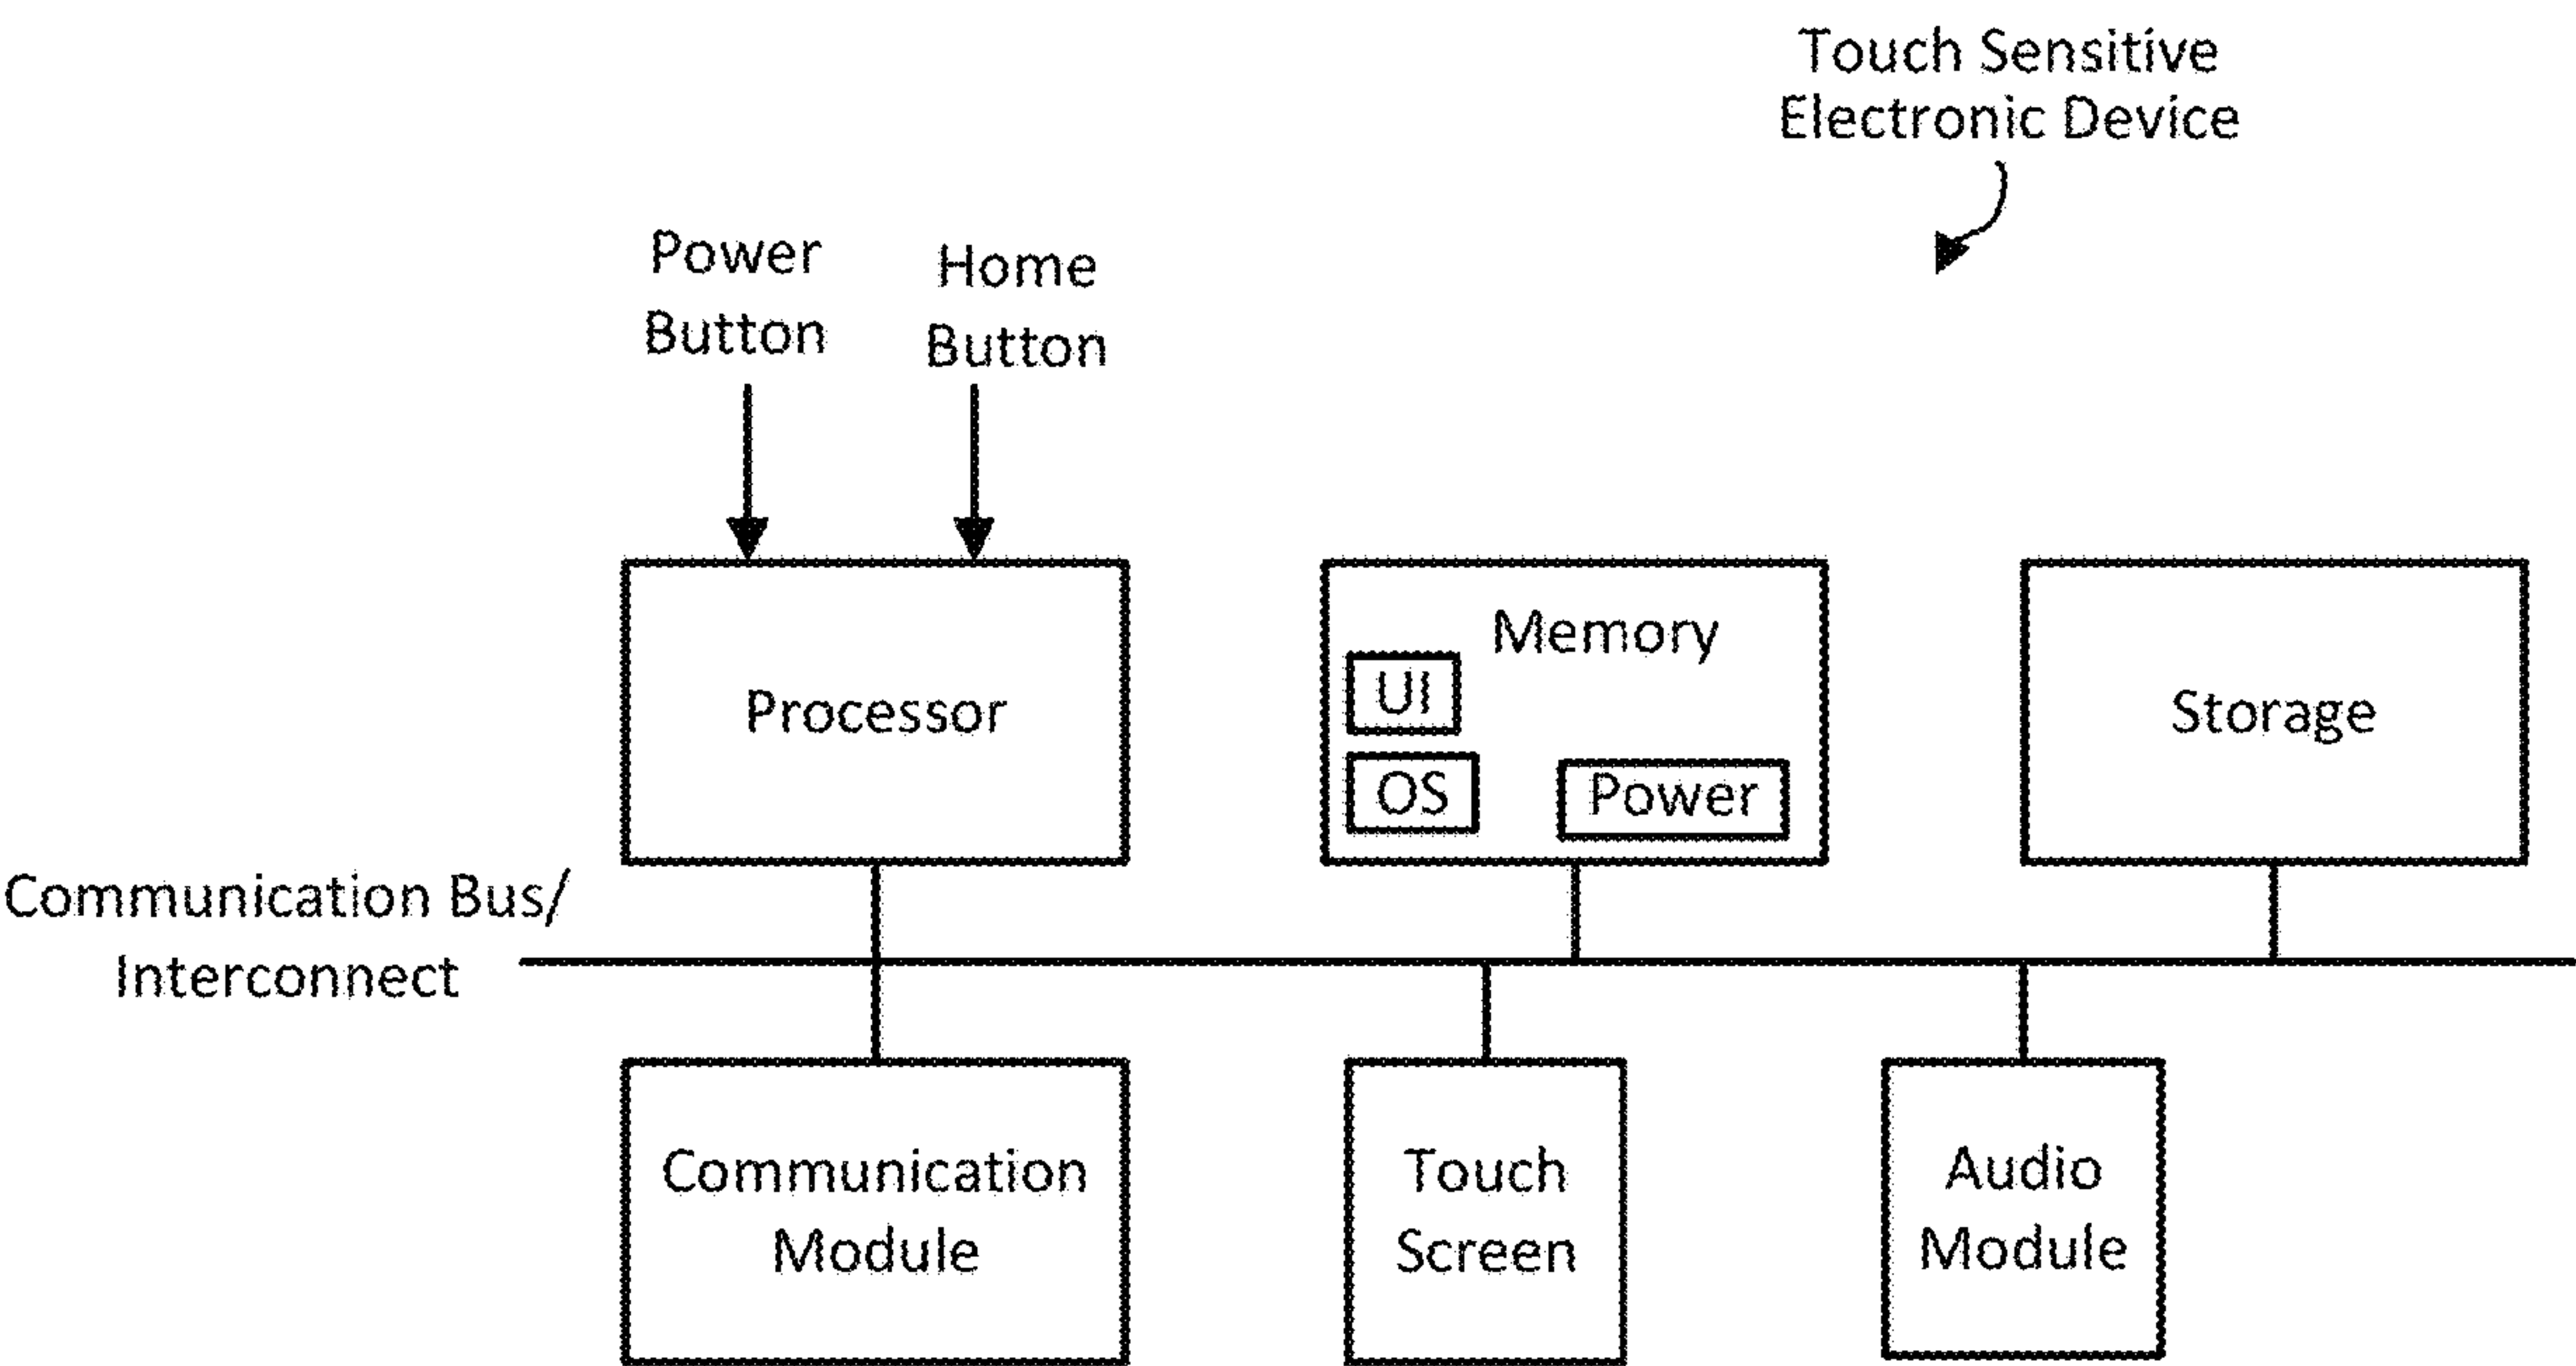 Touch Sensitive
Electronic Device
Power
Button
Home
Button
Processor
Memory
UI
OS
Power
Storage
Communication Bus/
Interconnect
Communication
Module
Touch
Screen
Audio
Module